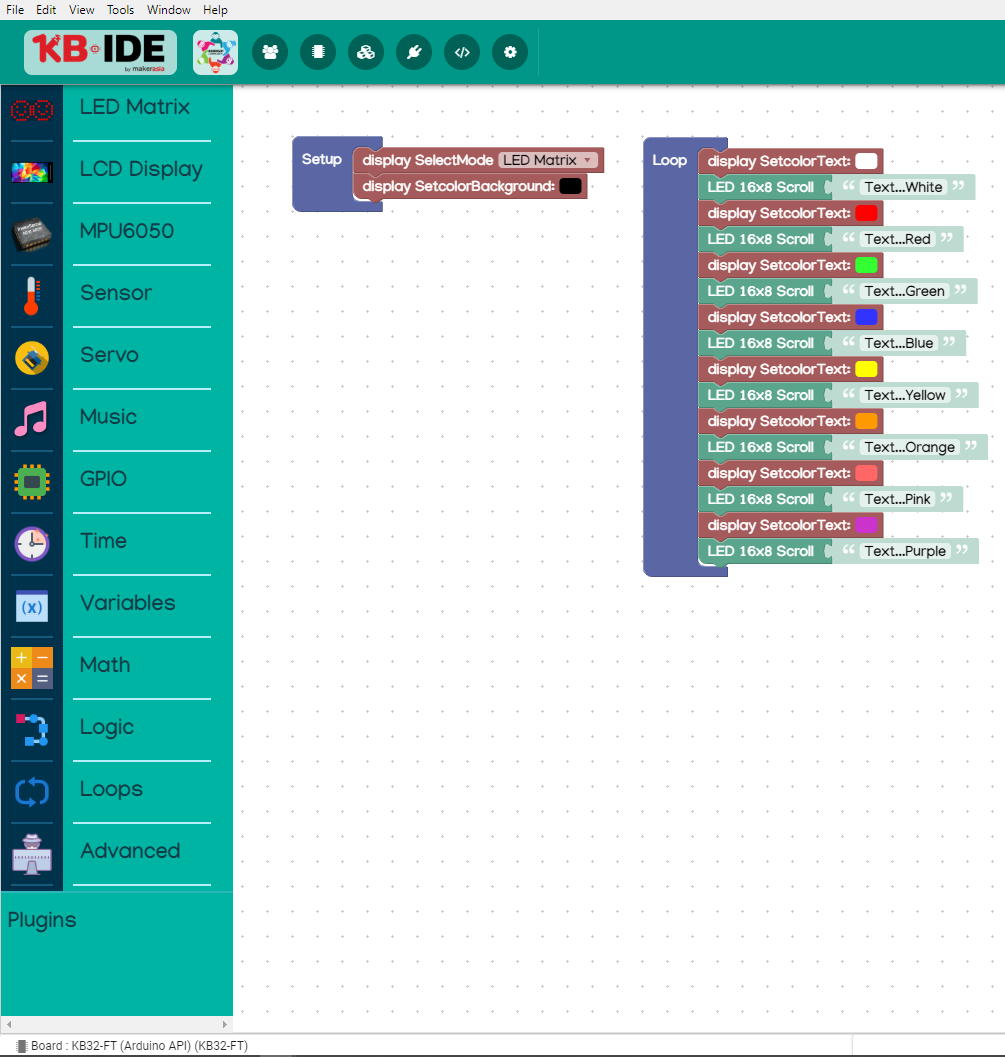 File Edit View Tools Window Help
KB IDE
by makerasia
LED Matrix
LCD Display
MPU6050
Sensor
Servo
Music
GPIO
Time
Variables
Math
Logic
Loops
Advanced
Plugins
Setup
display SelectMode LED Matrix
display SetcolorBackground:
Loop
display SetcolorText:
LED 16x8 Scroll “ Text...White ”
display SetcolorText:
LED 16x8 Scroll “ Text...Red ”
display SetcolorText:
LED 16x8 Scroll “ Text...Green ”
display SetcolorText:
LED 16x8 Scroll “ Text...Blue ”
display SetcolorText:
LED 16x8 Scroll “ Text...Yellow ”
display SetcolorText:
LED 16x8 Scroll “ Text...Orange ”
display SetcolorText:
LED 16x8 Scroll “ Text...Pink ”
display SetcolorText:
LED 16x8 Scroll “ Text...Purple ”
Board : KB32-FT (Arduino API) (KB32-FT)